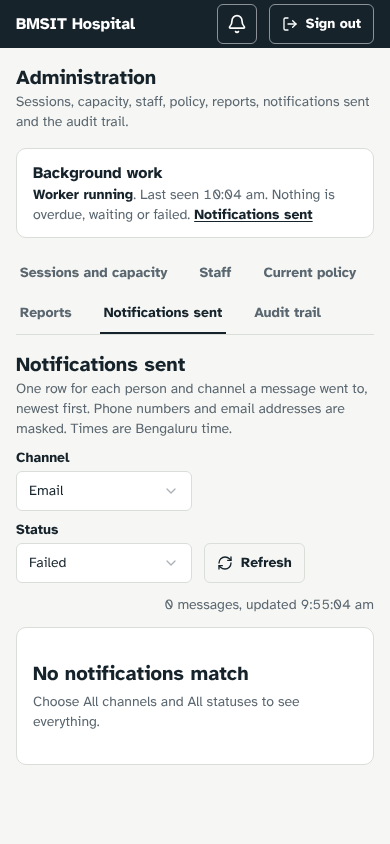 BMSIT Hospital
Sign out
Administration
Sessions, capacity, staff, policy, reports, notifications sent
and the audit trail.
Background work
Worker running. Last seen 10:04 am. Nothing is
overdue, waiting or failed. Notifications sent
Sessions and capacity Staff Current policy
Reports Notifications sent Audit trail
Notifications sent
One row for each person and channel a message went to,
newest first. Phone numbers and email addresses are
masked. Times are Bengaluru time.
Channel
Email
Status
Failed
Refresh
0 messages, updated 9:55:04 am
No notifications match
Choose All channels and All statuses to see
everything.